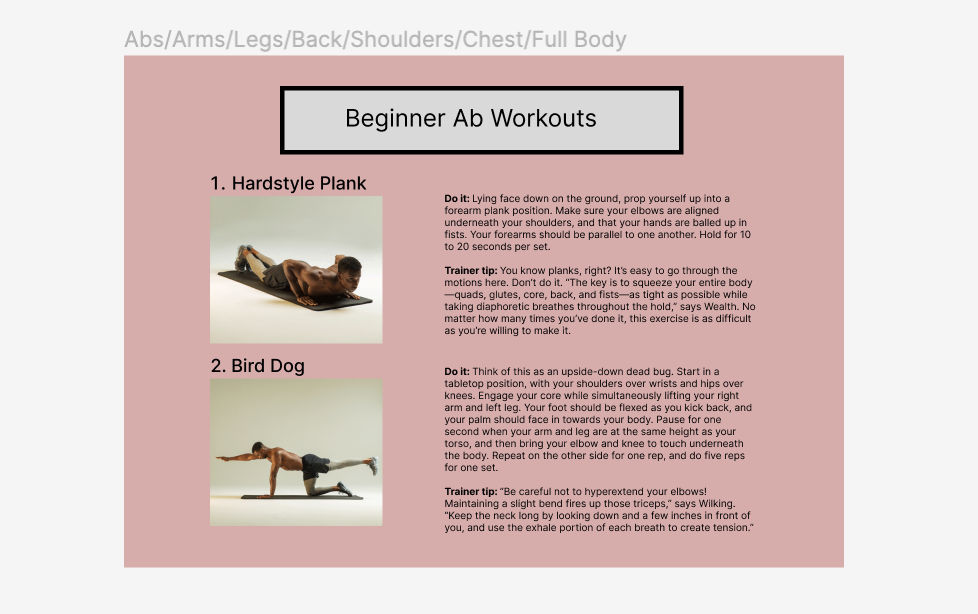 Abs/Arms/Legs/Back/Shoulders/Chest/Full Body
Beginner Ab Workouts
1. Hardstyle Plank
Do it: Lying face down on the ground, prop yourself up into a
forearm plank position. Make sure your elbows are aligned
underneath your shoulders, and that your hands are balled up in
fists. Your forearms should be parallel to one another. Hold for 10
to 20 seconds per set.
Trainer tip: You know planks, right? It’s easy to go through the
motions here. Don’t do it. “The key is to squeeze your entire body
—quads, glutes, core, back, and fists—as tight as possible while
taking diaphoretic breathes throughout the hold,” says Wealth. No
matter how many times you’ve done it, this exercise is as difficult
as you’re willing to make it.
2. Bird Dog
Do it: Think of this as an upside-down dead bug. Start in a
tabletop position, with your shoulders over wrists and hips over
knees. Engage your core while simultaneously lifting your right
arm and left leg. Your foot should be flexed as you kick back, and
your palm should face in towards your body. Pause for one
second when your arm and leg are at the same height as your
torso, and then bring your elbow and knee to touch underneath
the body. Repeat on the other side for one rep, and do five reps
for one set.
Trainer tip: “Be careful not to hyperextend your elbows!
Maintaining a slight bend fires up those triceps,” says Wilking.
“Keep the neck long by looking down and a few inches in front of
you, and use the exhale portion of each breath to create tension.”